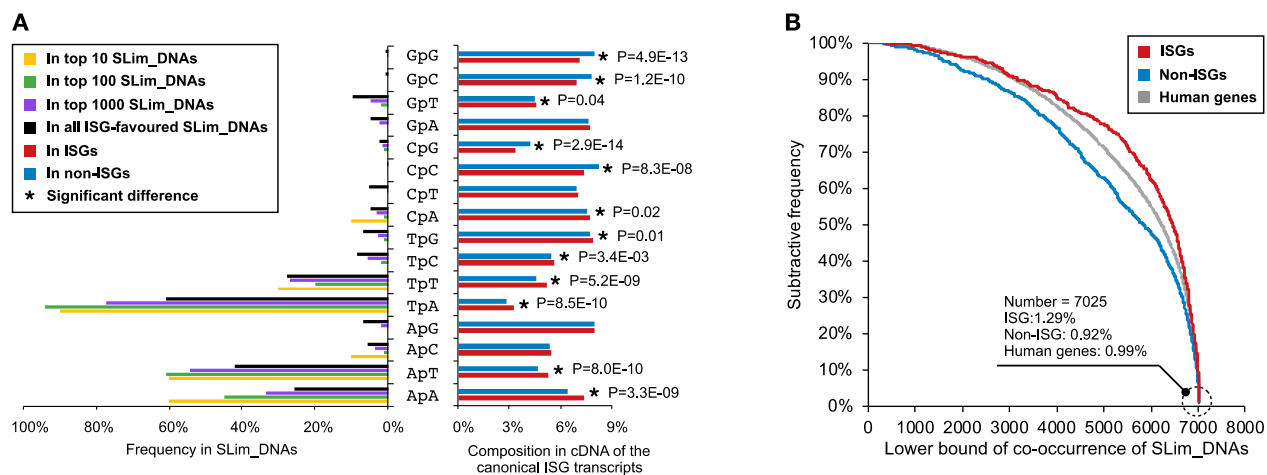 A
In top 10 SLim_DNAs
In top 100 SLim_DNAs
In top 1000 SLim_DNAs
In all ISG-favoured SLim_DNAs
In ISGs
In non-ISGs
* Significant difference
GpG * P=4.9E-13
GpC * P=1.2E-10
GpT * P=0.04
GpA
CpG * P=2.9E-14
CpC * P=8.3E-08
CpT
CpA * P=0.02
TpG * P=0.01
TpC * P=3.4E-03
TpT * P=5.2E-09
TpA * P=8.5E-10
ApG
ApC
ApT * P=8.0E-10
ApA * P=3.3E-09
100% 80% 60% 40% 20% 0%
0% 3% 6% 9%
Frequency in SLim_DNAs
Composition in cDNA of the
canonical ISG transcripts
B
ISGs
Non-ISGs
Human genes
100%
90%
80%
70%
60%
50%
40%
30%
20%
10%
0%
Subtractive frequency
Number = 7025
ISG:1.29%
Non-ISG: 0.92%
Human genes: 0.99%
0 1000 2000 3000 4000 5000 6000 7000 8000
Lower bound of co-occurrence of SLim_DNAs